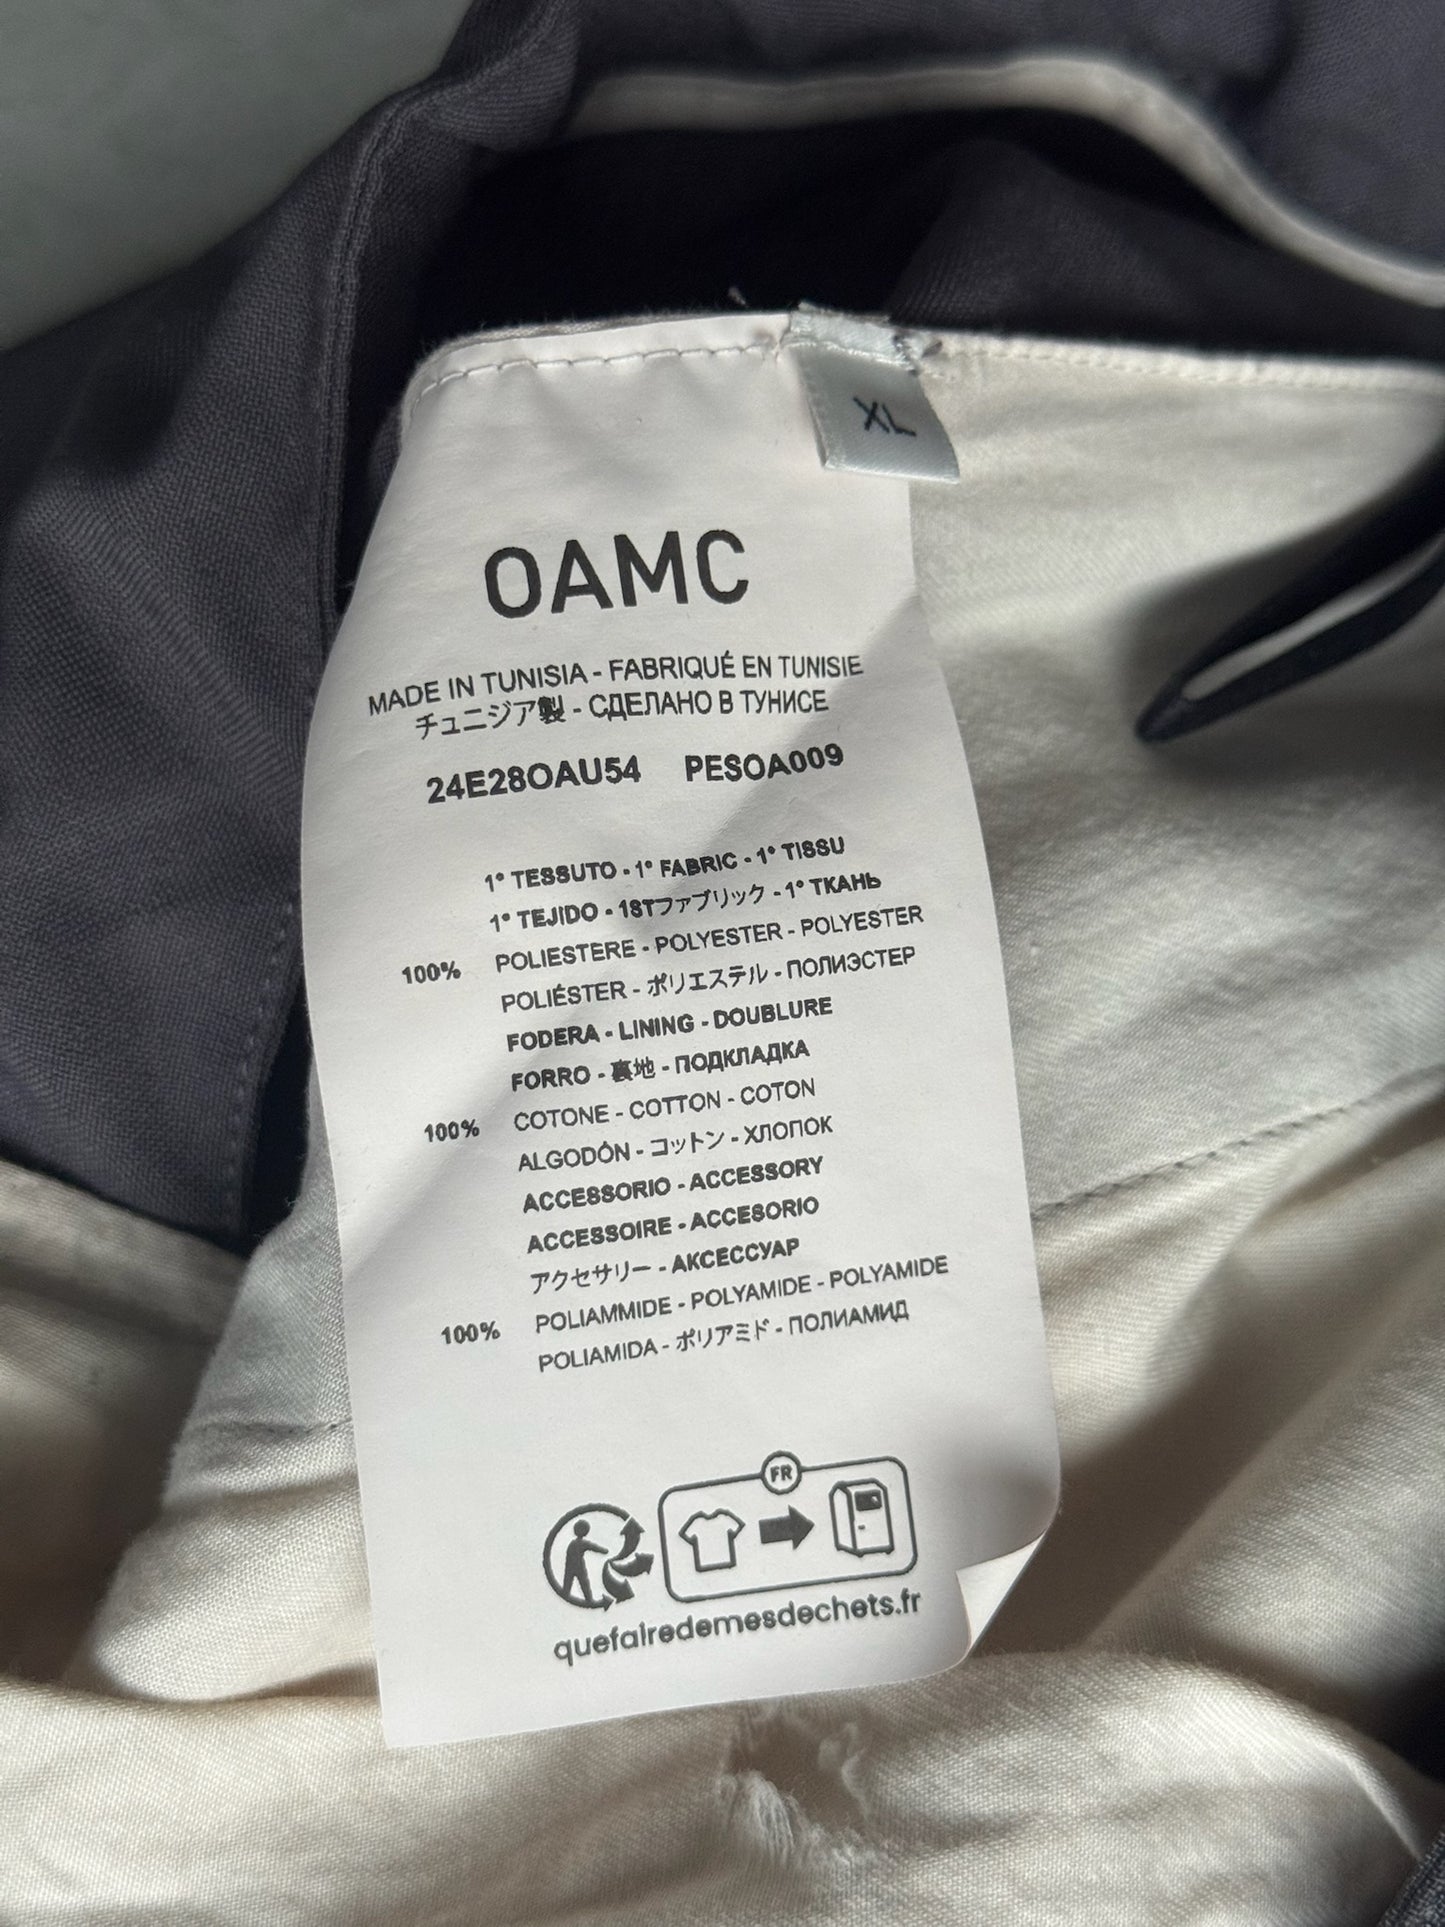 XL
OAMC
MADE IN TUNISIA - FABRIQUÉ EN TUNISIE
チュニジア製 - СДЕЛАНО В ТУНИСЕ
24E28OAU54 PESOA009
1° TESSUTO - 1° FABRIC - 1° TISSU
1° TEJIDO - 1STファブリック - 1° ТКАНЬ
100% POLIESTERE - POLYESTER - POLYESTER
POLIÉSTER - ポリエステル - ПОЛИЭСТЕР
FODERA - LINING - DOUBLURE
FORRO - 裏地 - ПОДКЛАДКА
100% COTONE - COTTON - COTON
ALGODÓN - コットン - ХЛОПОК
ACCESSORIO - ACCESSORY
ACCESSOIRE - ACCESORIO
アクセサリー - АКСЕССУАР
100% POLIAMMIDE - POLYAMIDE - POLYAMIDE
POLIAMIDA - ポリアミド - ПОЛИАМИД
FR
quefairedemesdechets.fr